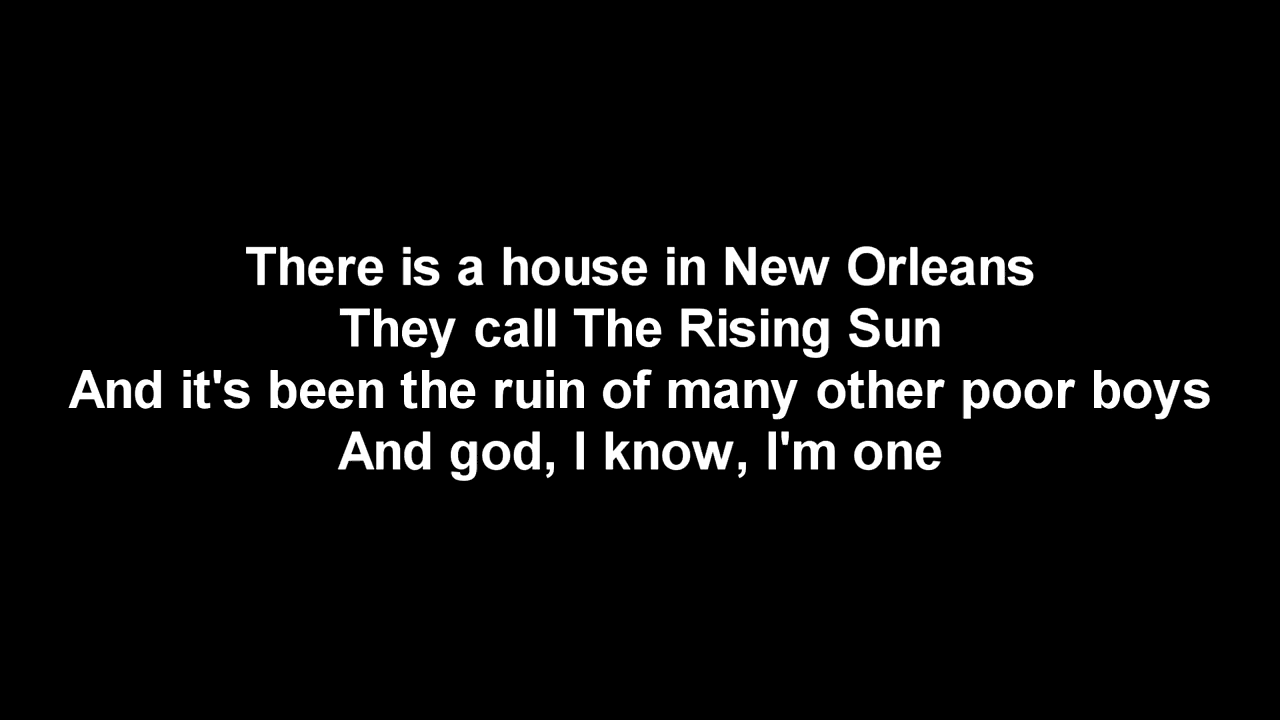 There is a house in New Orleans
They call The Rising Sun
And it's been the ruin of many other poor boys
And god, I know, I'm one